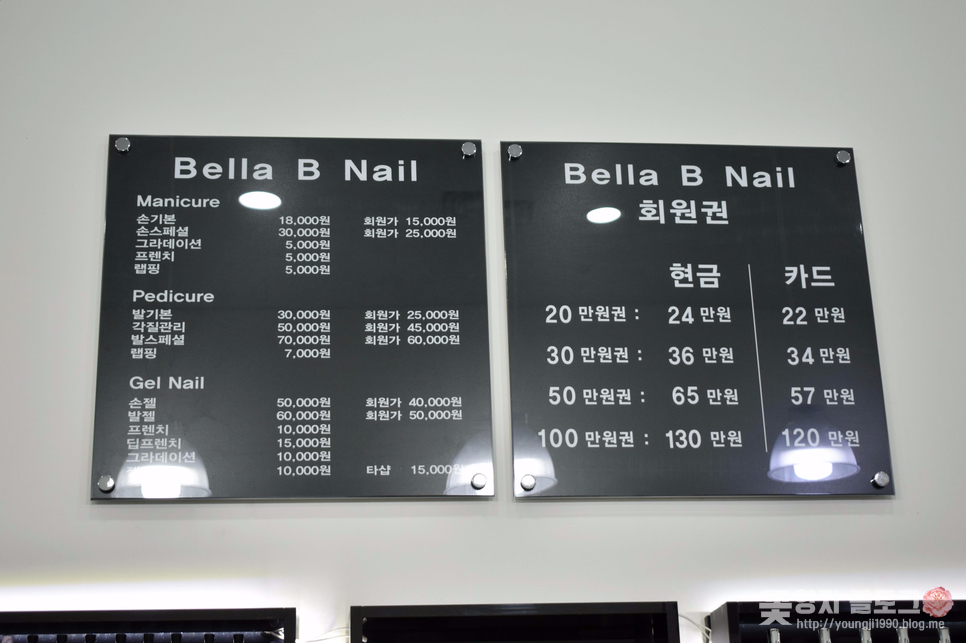 Bella B Nail
Manicure
손기본 18,000원 회원가 15,000원
손스페셜 30,000원 회원가 25,000원
그라데이션 5,000원
프렌치 5,000원
랩핑 5,000원
Pedicure
발기본 30,000원 회원가 25,000원
각질관리 50,000원 회원가 45,000원
발스페셜 70,000원 회원가 60,000원
랩핑 7,000원
Gel Nail
손젤 50,000원 회원가 40,000원
발젤 60,000원 회원가 50,000원
프렌치 10,000원
딥프렌치 15,000원
그라데이션 10,000원
10,000원 타샵 15,000원
Bella B Nail
회원권
현금 카드
20 만원권 : 24 만원 22 만원
30 만원권 : 36 만원 34 만원
50 만원권 : 65 만원 57 만원
100 만원권 : 130 만원 120 만원
영지 블로그
http://youngji1990.blog.me